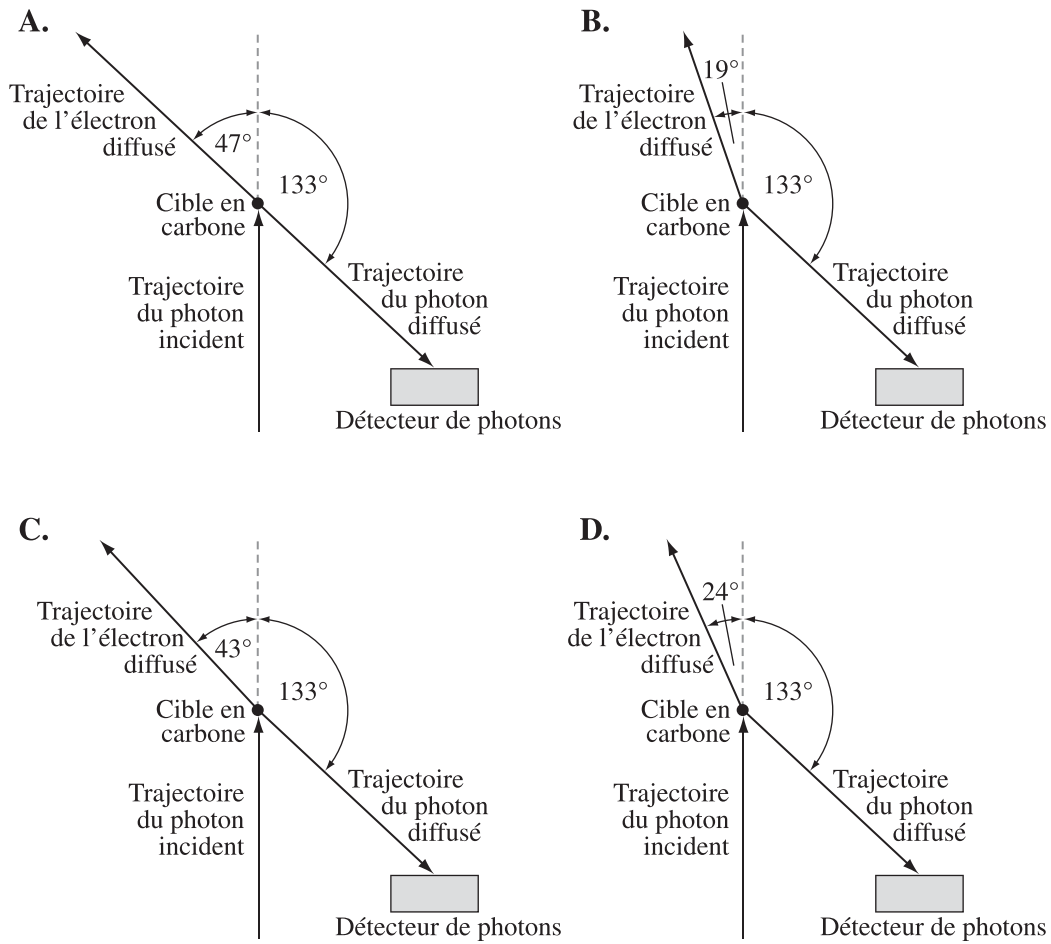 A.
Trajectoire
de l’électron
diffusé
47°
133°
Cible en
carbone
Trajectoire
du photon
incident
Trajectoire
du photon
diffusé
Détecteur de photons
B.
19°
Trajectoire
de l’électron
diffusé
133°
Cible en
carbone
Trajectoire
du photon
incident
Trajectoire
du photon
diffusé
Détecteur de photons
C.
Trajectoire
de l’électron
diffusé
43°
133°
Cible en
carbone
Trajectoire
du photon
incident
Trajectoire
du photon
diffusé
Détecteur de photons
D.
24°
Trajectoire
de l’électron
diffusé
133°
Cible en
carbone
Trajectoire
du photon
incident
Trajectoire
du photon
diffusé
Détecteur de photons